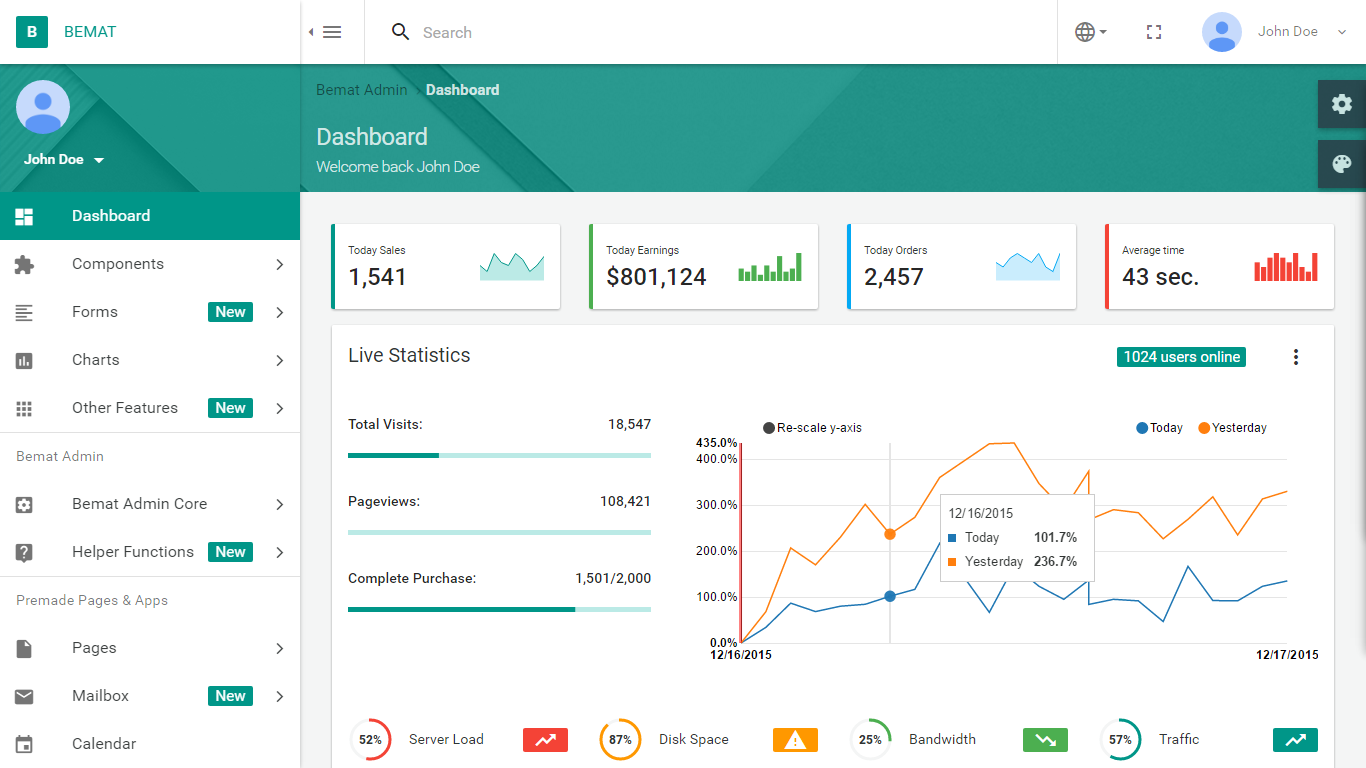 B BEMAT
Search
John Doe
John Doe
Bemat Admin
Dashboard
Dashboard
Welcome back John Doe
Dashboard
Components
Forms New
Charts
Other Features New
Bemat Admin
Bemat Admin Core
Helper Functions New
Premade Pages & Apps
Pages
Mailbox New
Calendar
Today Sales
1,541
Today Earnings
$801,124
Today Orders
2,457
Average time
43 sec.
Live Statistics
1024 users online
Total Visits: 18,547
Pageviews: 108,421
Complete Purchase: 1,501/2,000
Re-scale y-axis
Today Yesterday
435.0%
400.0%
300.0%
200.0%
100.0%
0.0%
12/16/2015 12/17/2015
12/16/2015
Today 101.7%
Yesterday 236.7%
52% Server Load
87% Disk Space
25% Bandwidth
57% Traffic